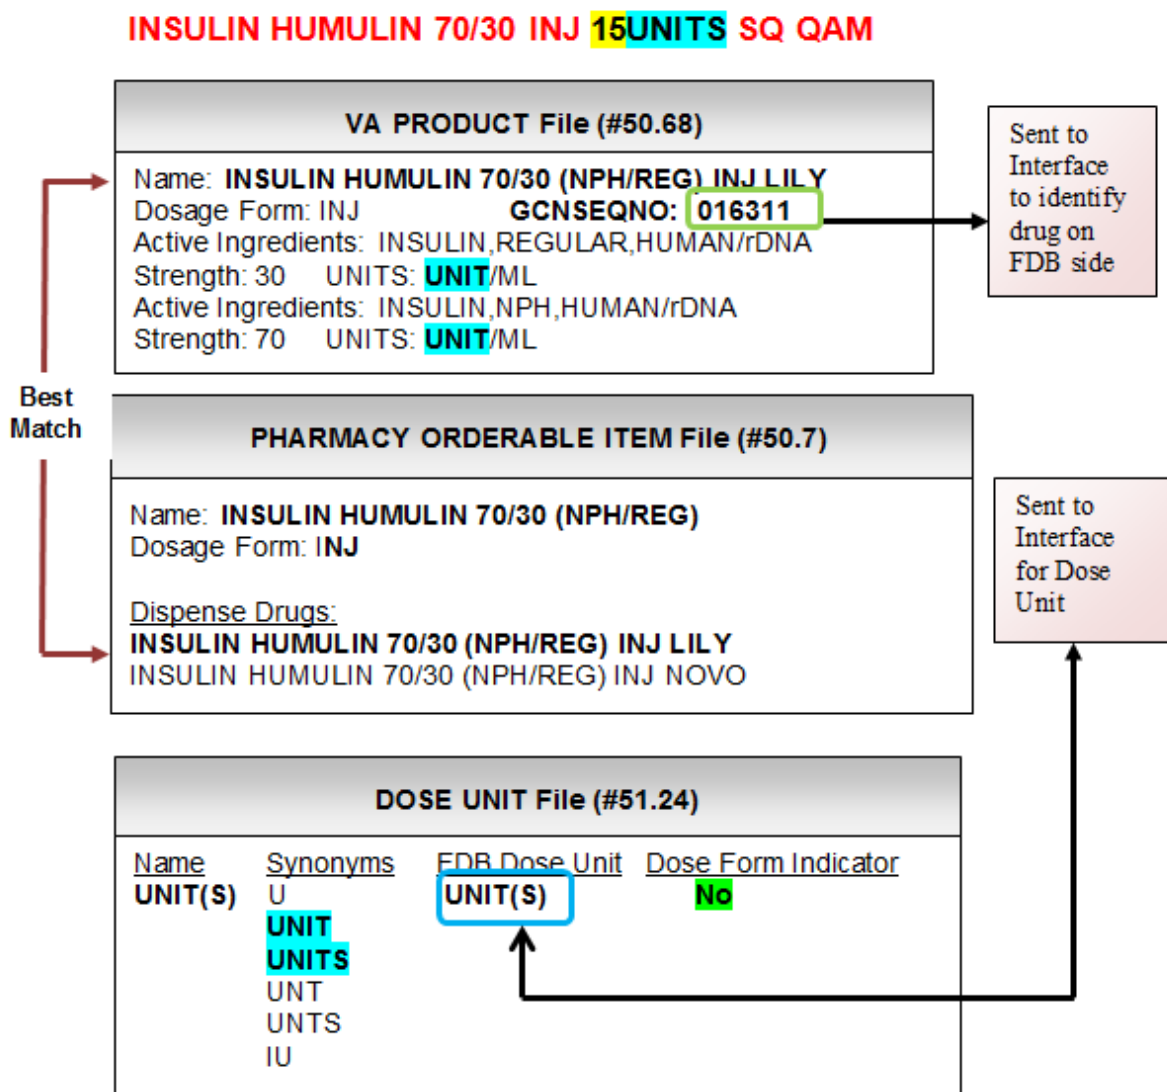 INSULIN HUMULIN 70/30 INJ 15UNITS SQ QAM
VA PRODUCT File (#50.68)
Name: INSULIN HUMULIN 70/30 (NPH/REG) INJ LILY
Dosage Form: INJ GCNSEQNO: 016311
Active Ingredients: INSULIN,REGULAR,HUMAN/rDNA
Strength: 30 UNITS: UNIT/ML
Active Ingredients: INSULIN,NPH,HUMAN/rDNA
Strength: 70 UNITS: UNIT/ML
Sent to
Interface
to identify
drug on
FDB side
Best
Match
PHARMACY ORDERABLE ITEM File (#50.7)
Name: INSULIN HUMULIN 70/30 (NPH/REG)
Dosage Form: INJ
Dispense Drugs:
INSULIN HUMULIN 70/30 (NPH/REG) INJ LILY
INSULIN HUMULIN 70/30 (NPH/REG) INJ NOVO
Sent to
Interface
for Dose
Unit
DOSE UNIT File (#51.24)
Name Synonyms FDB Dose Unit Dose Form Indicator
UNIT(S) U UNIT(S) No
UNIT
UNITS
UNT
UNTS
IU